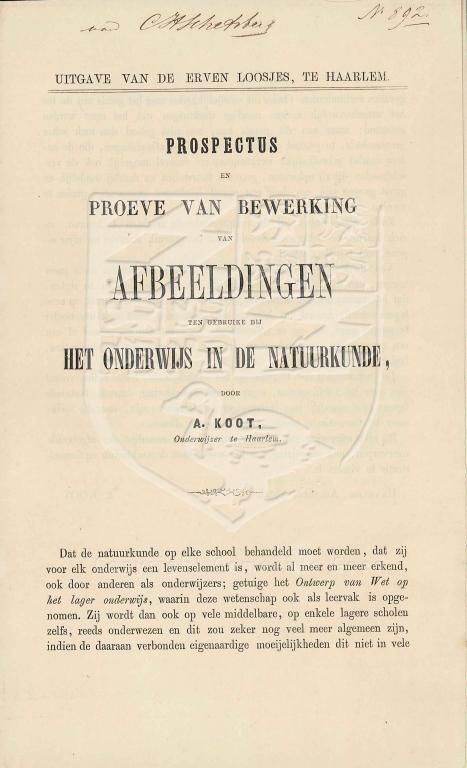 van C H Schetsberg
No 892.
UITGAVE VAN DE ERVEN LOOSJES, TE HAARLEM.
PROSPECTUS
EN
PROEVE VAN BEWERKING
VAN
AFBEELDINGEN
TEN GEBRUIKE BIJ
HET ONDERWIJS IN DE NATUURKUNDE,
DOOR
A. KOOT,
Onderwijzer te Haarlem.
Dat de natuurkunde op elke school behandeld moet worden, dat zij
voor elk onderwijs een levenselement is, wordt al meer en meer erkend,
ook door anderen als onderwijzers; getuige het Ontwerp van Wet op
het lager onderwijs, waarin deze wetenschap ook als leervak is opge-
nomen. Zij wordt dan ook op vele middelbare, op enkele lagere scholen
zelfs, reeds onderwezen en dit zou zeker nog veel meer algemeen zijn,
indien de daaraan verbonden eigenaardige moeijelijkheden dit niet in vele